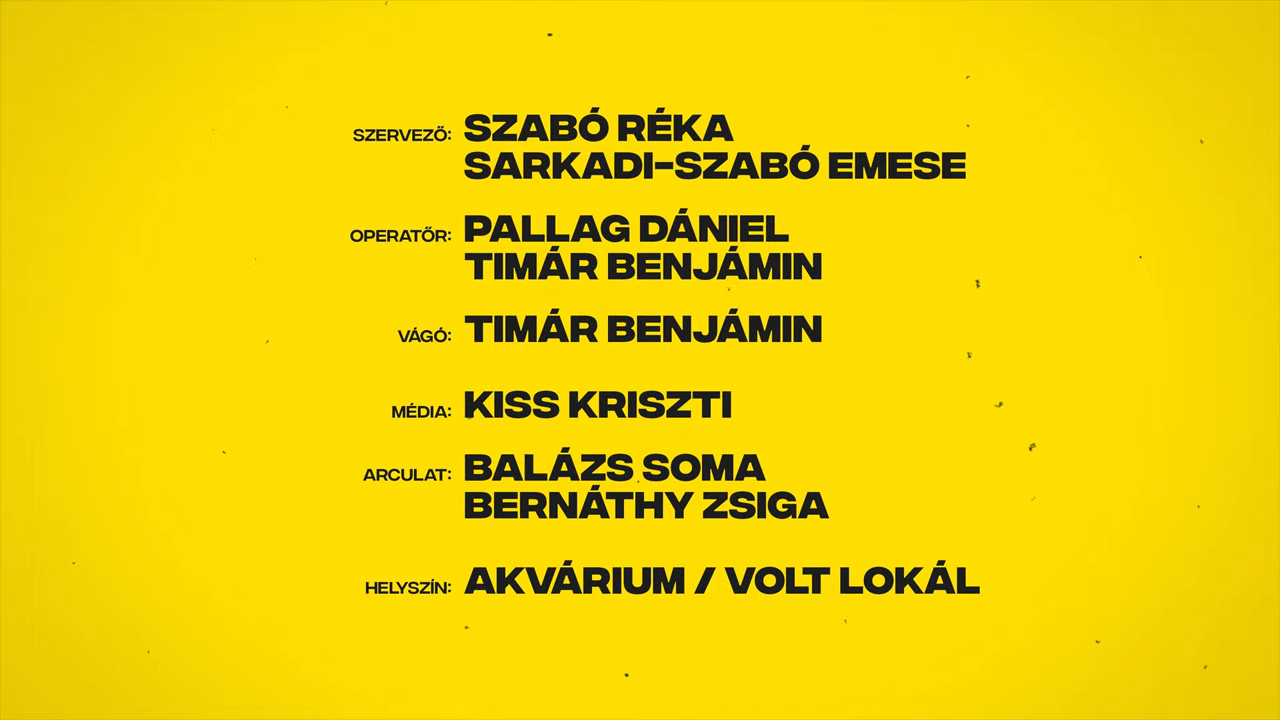 SZERVEZŐ: SZABÓ RÉKA
SARKADI-SZABÓ EMESE
OPERATŐR: PALLAG DÁNIEL
TIMÁR BENJÁMIN
VÁGÓ: TIMÁR BENJÁMIN
MÉDIA: KISS KRISZTI
ARCULAT: BALÁZS SOMA
BERNÁTHY ZSIGA
HELYSZÍN: AKVÁRIUM / VOLT LOKÁL